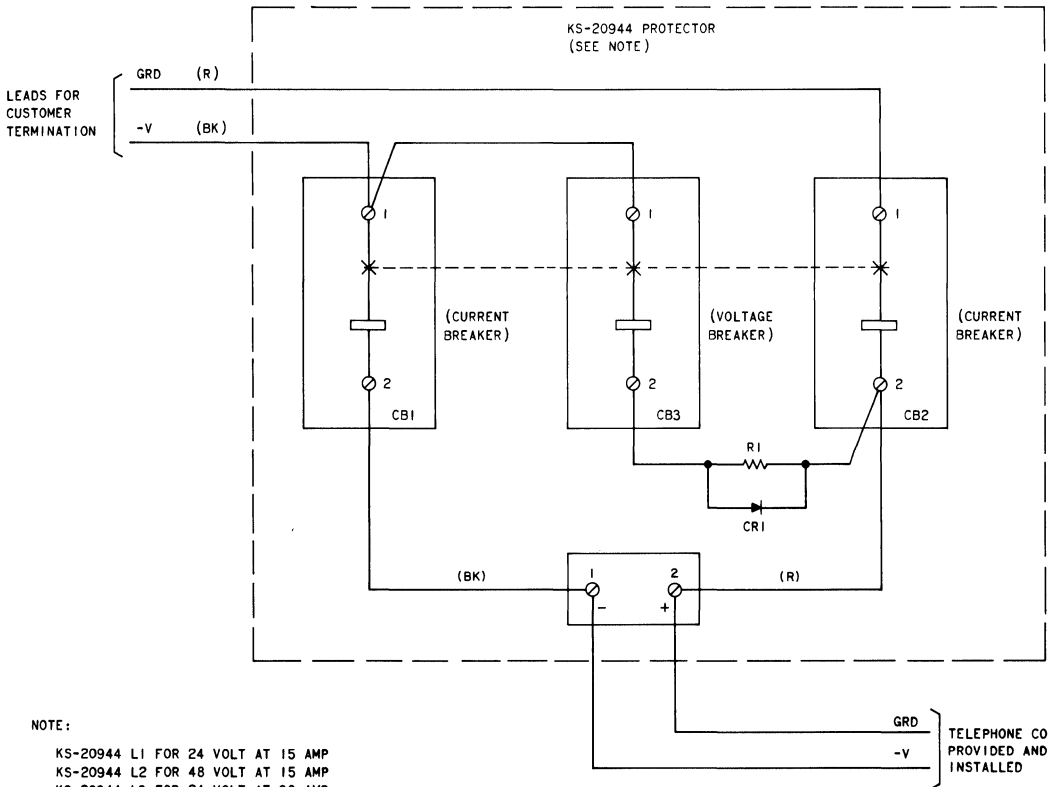 KS-20944 PROTECTOR
(SEE NOTE)
GRD (R)
LEADS FOR
CUSTOMER
TERMINATION
-V (BK)
1
1
1
(CURRENT
BREAKER)
(VOLTAGE
BREAKER)
(CURRENT
BREAKER)
2
2
2
CB1
CB3
CB2
R1
CR1
(BK)
1
2
(R)
-
+
NOTE:
KS-20944 L1 FOR 24 VOLT AT 15 AMP
KS-20944 L2 FOR 48 VOLT AT 15 AMP
GRD
-V
TELEPHONE CO
PROVIDED AND
INSTALLED